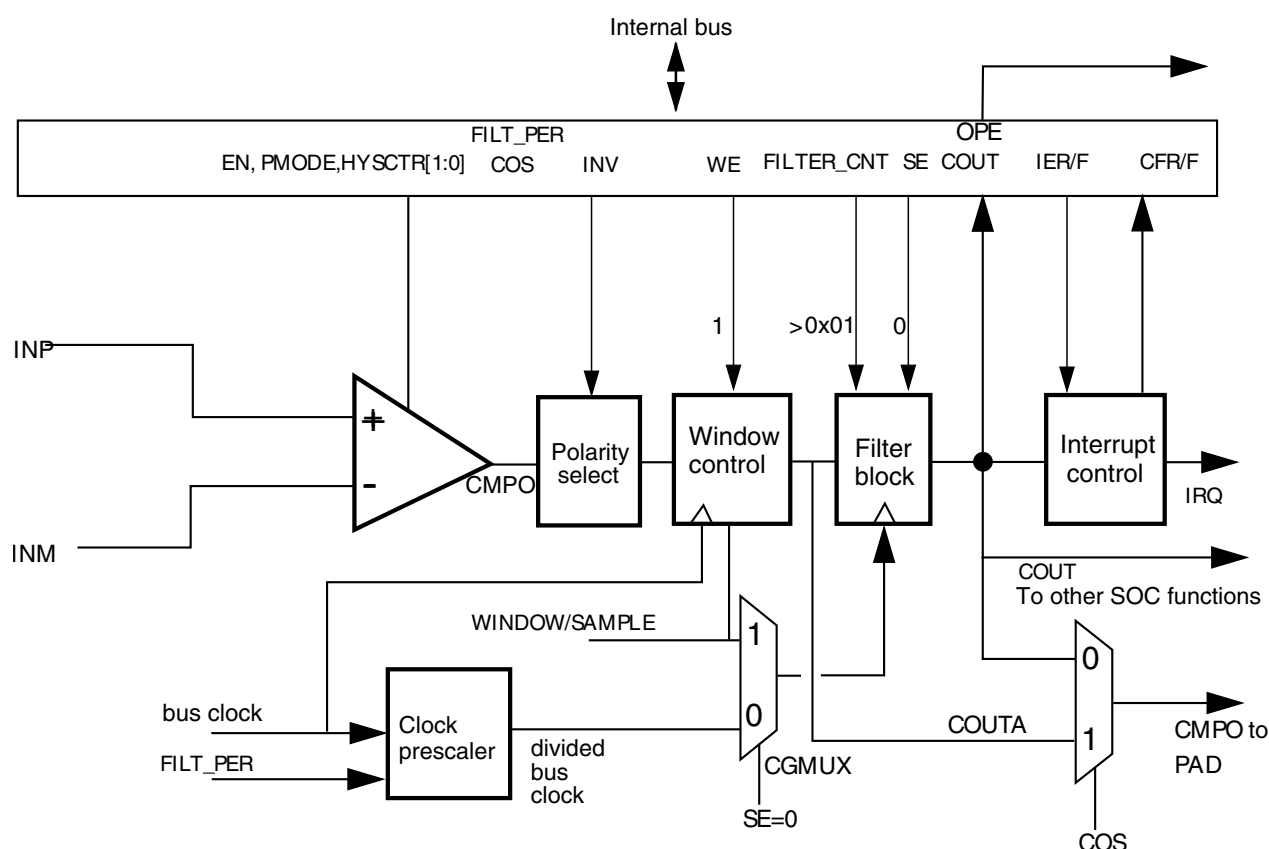 Internal bus
OPE
FILT_PER
EN, PMODE,HYSCTR[1:0] COS INV WE FILTER_CNT SE COUT IER/F CFR/F
1 >0x01 0
INP
+
-
INM
CMPO
Polarity
select
Window
control
Filter
block
Interrupt
control
IRQ
COUT
To other SOC functions
WINDOW/SAMPLE
1
0
CGMUX
SE=0
bus clock
FILT_PER
Clock
prescaler
divided
bus
clock
COUTA
0
1
COS
CMPO to
PAD